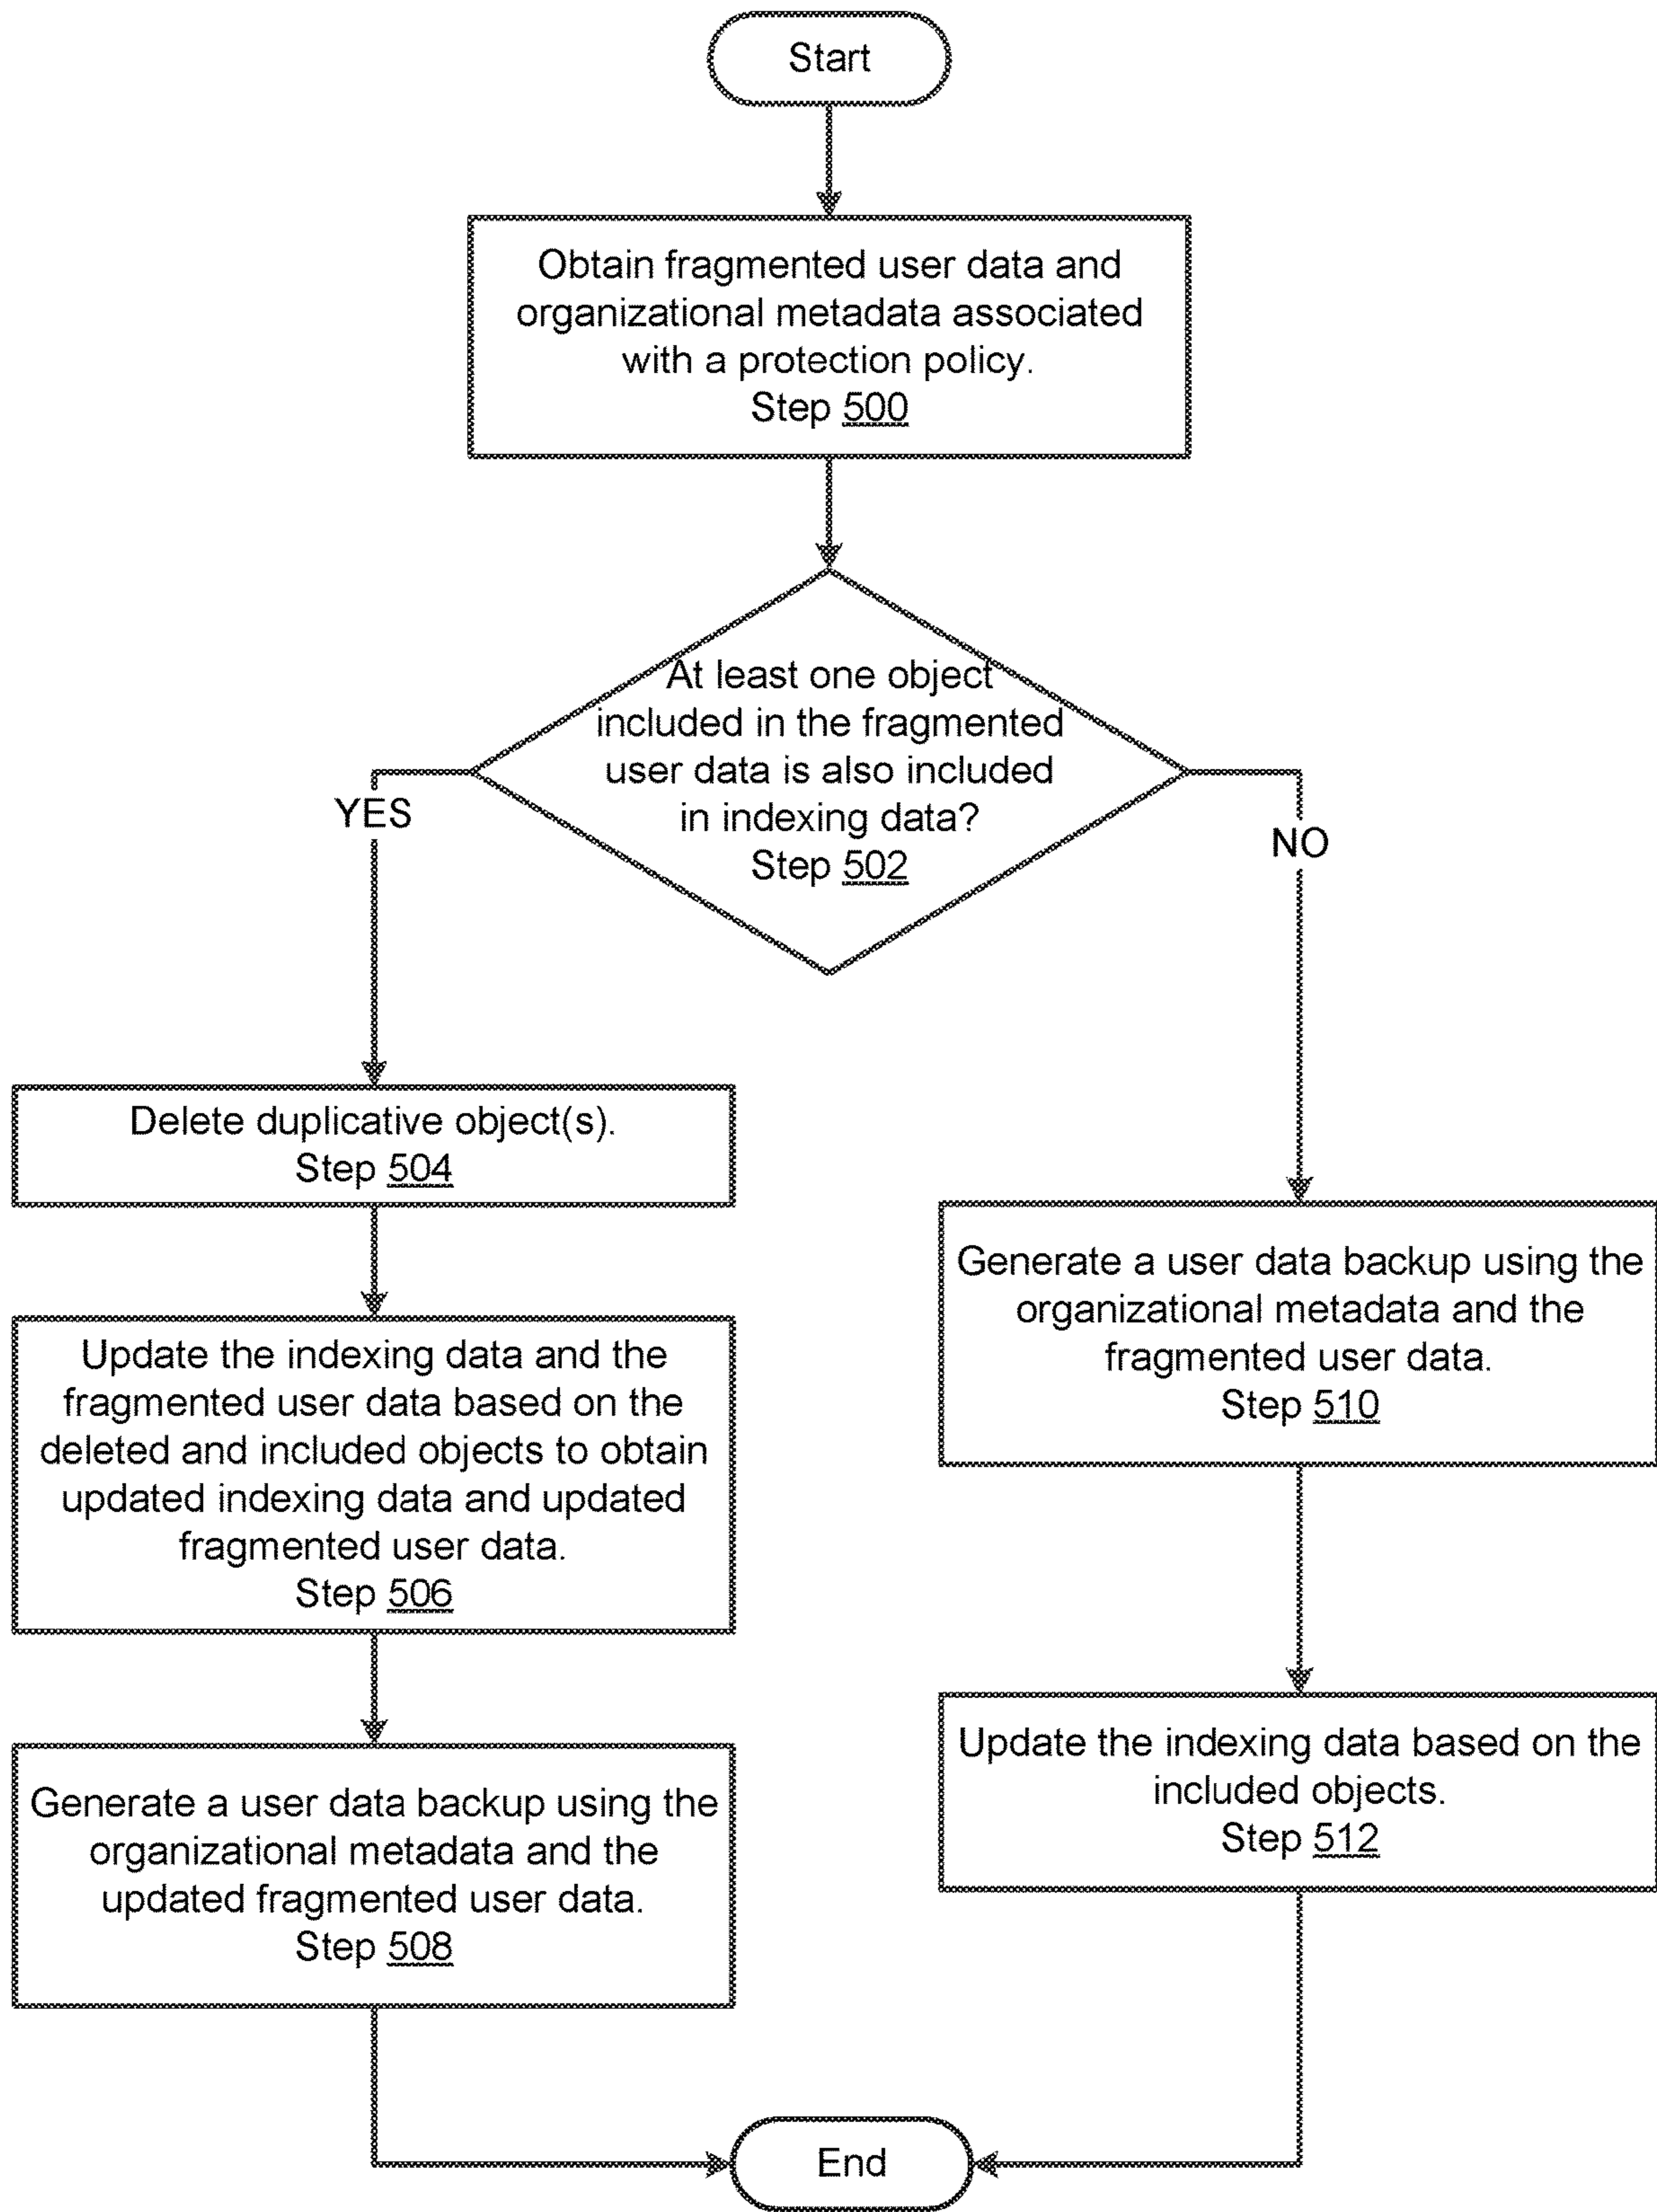 Start
Obtain fragmented user data and
organizational metadata associated
with a protection policy.
Step 500
At least one object
included in the fragmented
user data is also included
in indexing data?
Step 502
YES
NO
Delete duplicative object(s).
Step 504
Update the indexing data and the
fragmented user data based on the
deleted and included objects to obtain
updated indexing data and updated
fragmented user data.
Step 506
Generate a user data backup using the
organizational metadata and the
updated fragmented user data.
Step 508
Generate a user data backup using the
organizational metadata and the
fragmented user data.
Step 510
Update the indexing data based on the
included objects.
Step 512
End